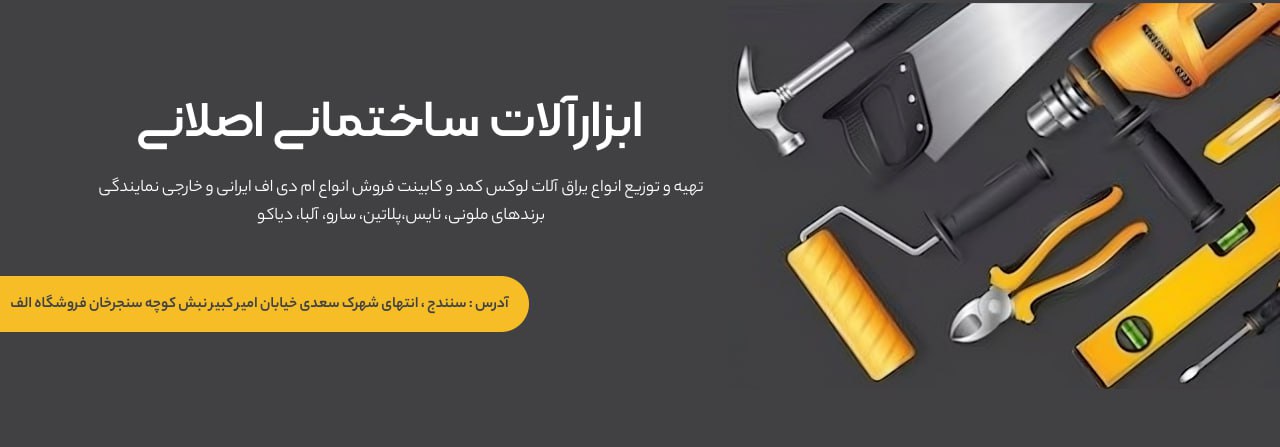 ابزارآلات ساختمانی اصلانی
تهیه و توزیع انواع یراق آلات لوکس کمد و کابینت فروش انواع ام دی اف ایرانی و خارجی نمایندگی
برندهای ملونی، نایس،پلاتین، سارو، آلبا، دیاکو
آدرس : سنندج ، انتهای شهرک سعدی خیابان امیرکبیر نبش کوچه سنجرخان فروشگاه الف